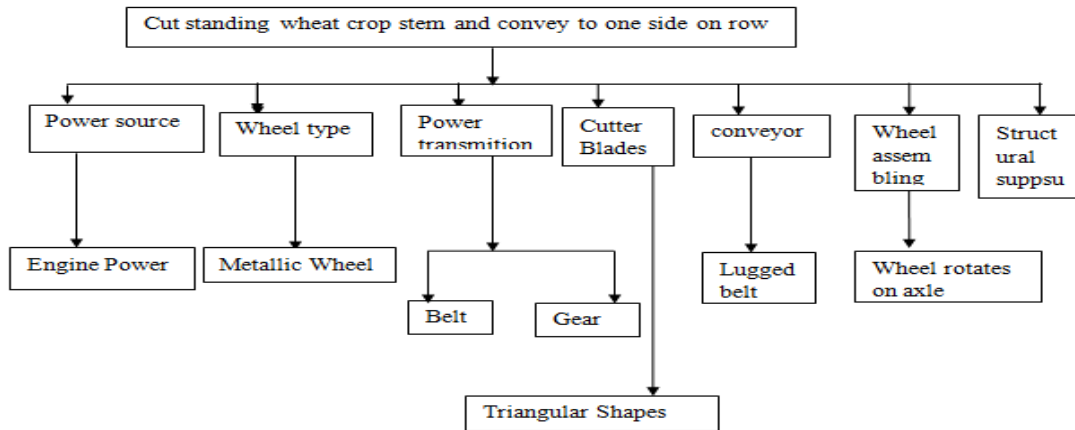 Cut standing wheat crop stem and convey to one side on row
Power source
Wheel type
Power
transmition
Cutter
Blades
conveyor
Wheel
assem
bling
Struct
ural
suppsu
Engine Power
Metallic Wheel
Belt
Gear
Lugged
belt
Wheel rotates
on axle
Triangular Shapes